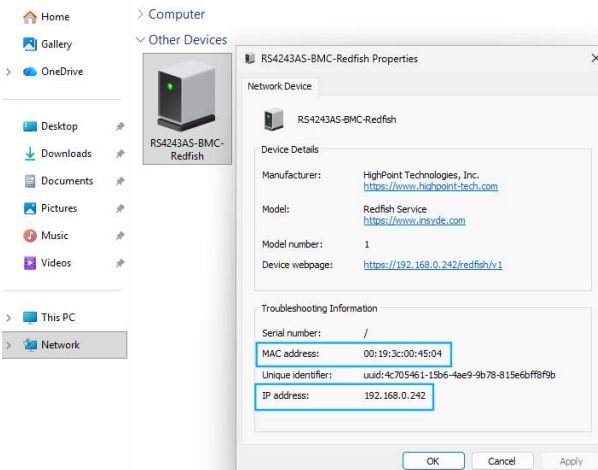 Home
Gallery
OneDrive
Desktop
Downloads
Documents
Pictures
Music
Videos
This PC
Network
Computer
Other Devices
RS4243AS-BMC-
Redfish
RS4243AS-BMC-Redfish Properties
Network Device
RS4243AS-BMC-Redfish
Device Details
Manufacturer: HighPoint Technologies, Inc.
https://www.highpoint-tech.com
Model: Redfish Service
https://www.insyde.com
Model number: 1
Device webpage: https://192.168.0.242/redfish/v1
Troubleshooting Information
Serial number: /
MAC address: 00:19:3c:00:45:04
Unique identifier: uuid:4c705461-15b6-4ae9-9b78-815e6bff8f9b
IP address: 192.168.0.242
OK Cancel Apply